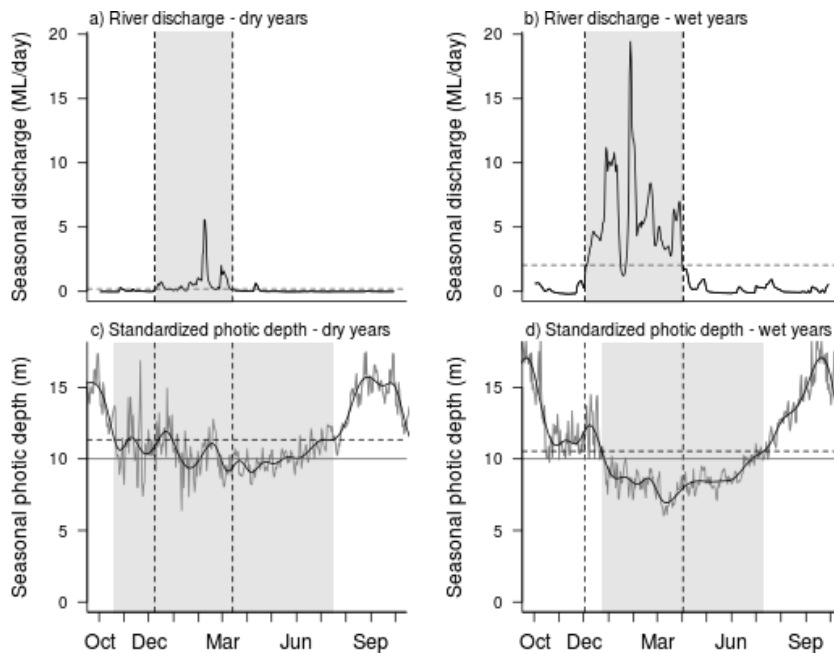 a) River discharge - dry years
Seasonal discharge (ML/day)
20
15
10
5
0
b) River discharge - wet years
Seasonal discharge (ML/day)
20
15
10
5
0
c) Standardized photic depth - dry years
Seasonal photic depth (m)
15
10
5
0
Oct Dec Mar Jun Sep
d) Standardized photic depth - wet years
Seasonal photic depth (m)
15
10
5
0
Oct Dec Mar Jun Sep